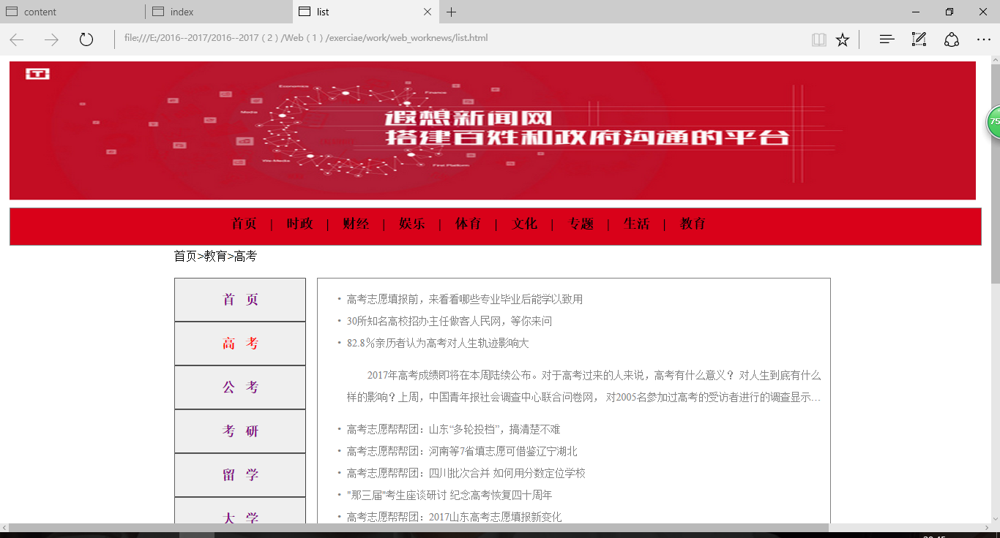 content
index
list
file:///E:/2016--2017/2016--2017 ( 2 ) /Web ( 1 ) /exerciae/work/web_worknews/list.html
75
T
Economics
Finance
Media
We-Media
First Platform
遐想新闻网
搭建百姓和政府沟通的平台
首页 | 时政 | 财经 | 娱乐 | 体育 | 文化 | 专题 | 生活 | 教育
首页>教育>高考
首 页
高 考
公 考
考 研
留 学
大 学
• 高考志愿填报前，来看看哪些专业毕业后能学以致用
• 30所知名高校招办主任做客人民网，等你来问
• 82.8%亲历者认为高考对人生轨迹影响大
2017年高考成绩即将在本周陆续公布。对于高考过来的人来说，高考有什么意义？ 对人生到底有什么
样的影响？上周，中国青年报社会调查中心联合问卷网， 对2005名参加过高考的受访者进行的调查显示…
• 高考志愿帮帮团：山东“多轮投档”，搞清楚不难
• 高考志愿帮帮团：河南等7省填志愿可借鉴辽宁湖北
• 高考志愿帮帮团：四川批次合并 如何用分数定位学校
• "那三届"考生座谈研讨 纪念高考恢复四十周年
• 高考志愿帮帮团：2017山东高考志愿填报新变化